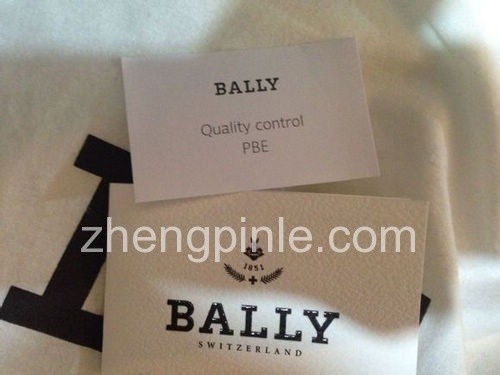 BALLY
Quality control
PBE
zhengpinle.com
1851
BALLY
SWITZERLAND